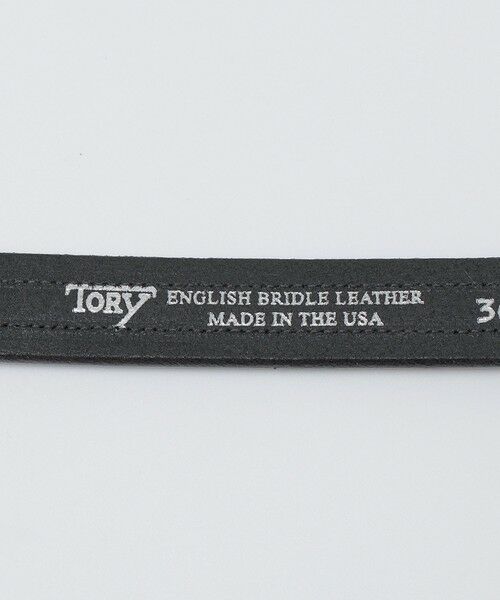 TORY ENGLISH BRIDLE LEATHER
MADE IN THE USA